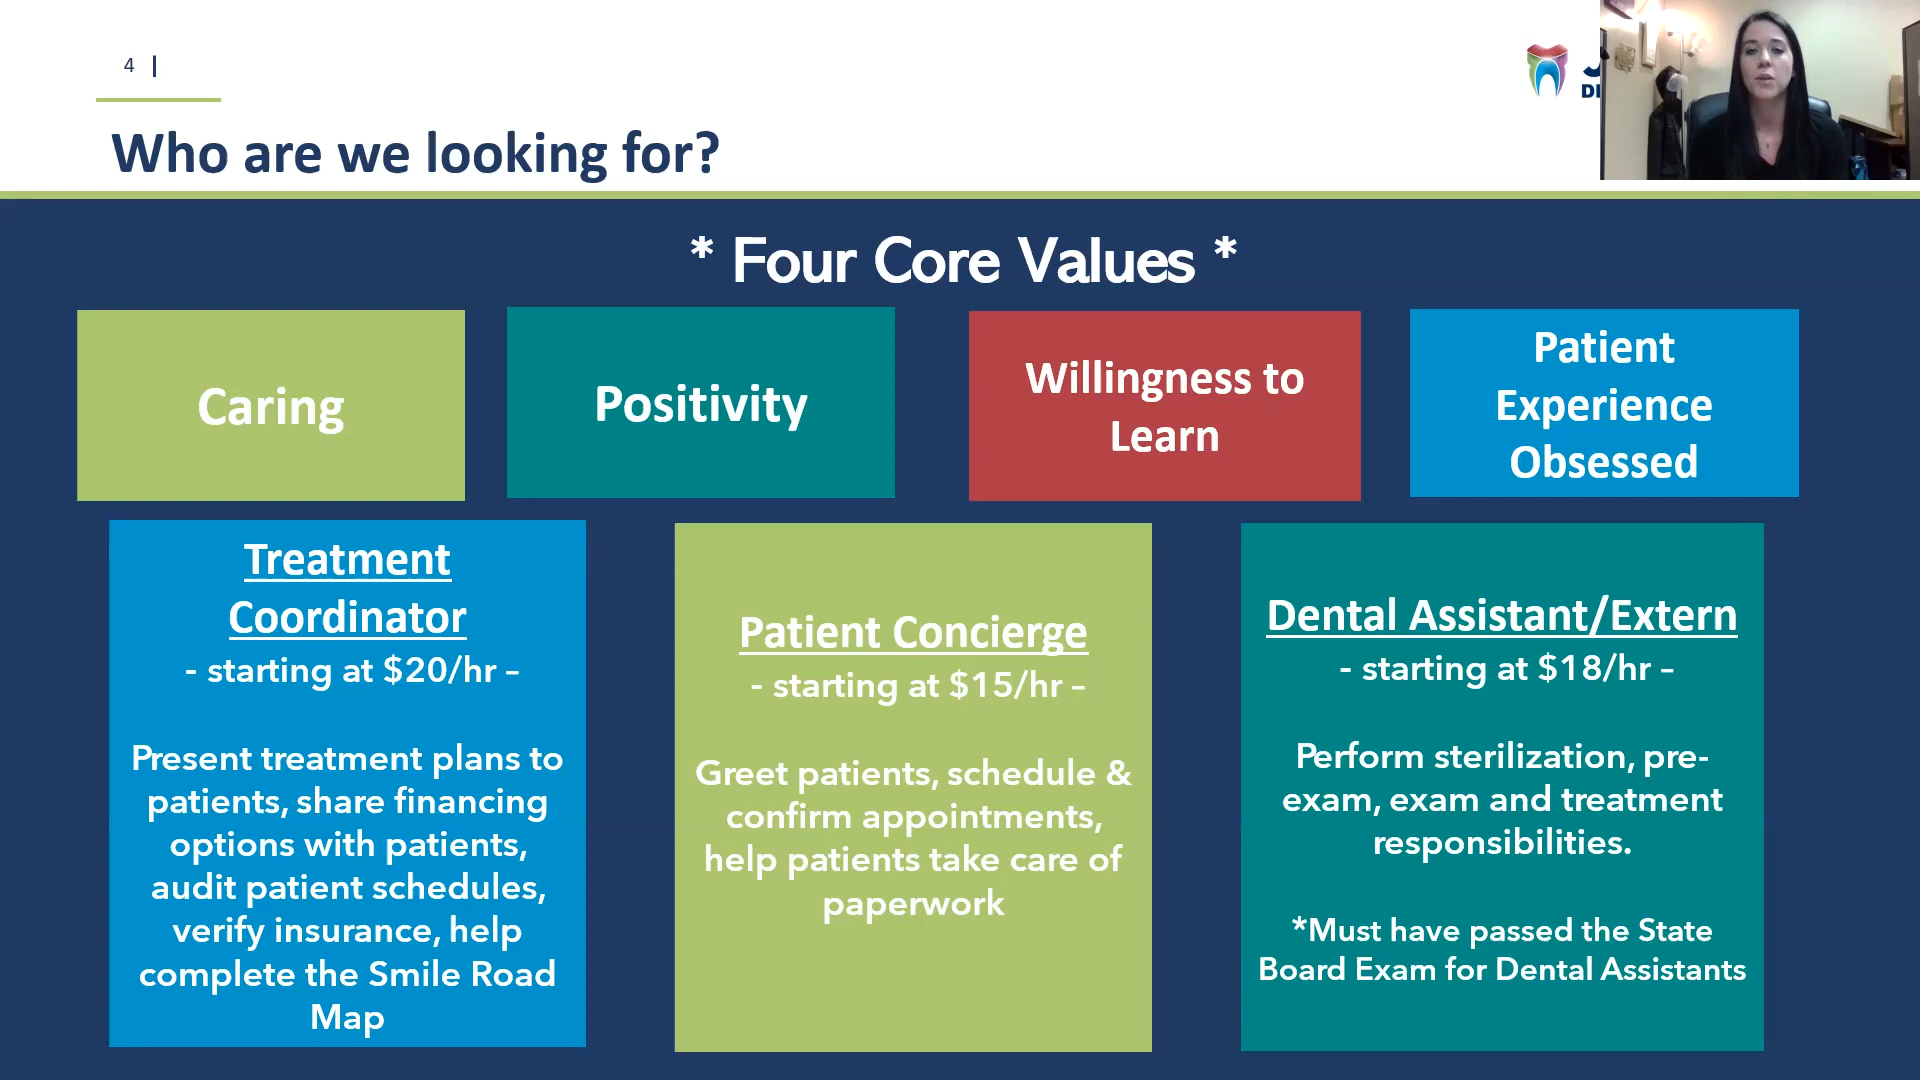 4 |
Who are we looking for?
* Four Core Values *
Caring
Positivity
Willingness to
Learn
Patient
Experience
Obsessed
Treatment
Coordinator
- starting at $20/hr –
Present treatment plans to
patients, share financing
options with patients,
audit patient schedules,
verify insurance, help
complete the Smile Road
Map
Patient Concierge
- starting at $15/hr –
Greet patients, schedule &
confirm appointments,
help patients take care of
paperwork
Dental Assistant/Extern
- starting at $18/hr –
Perform sterilization, pre-
exam, exam and treatment
responsibilities.
*Must have passed the State
Board Exam for Dental Assistants